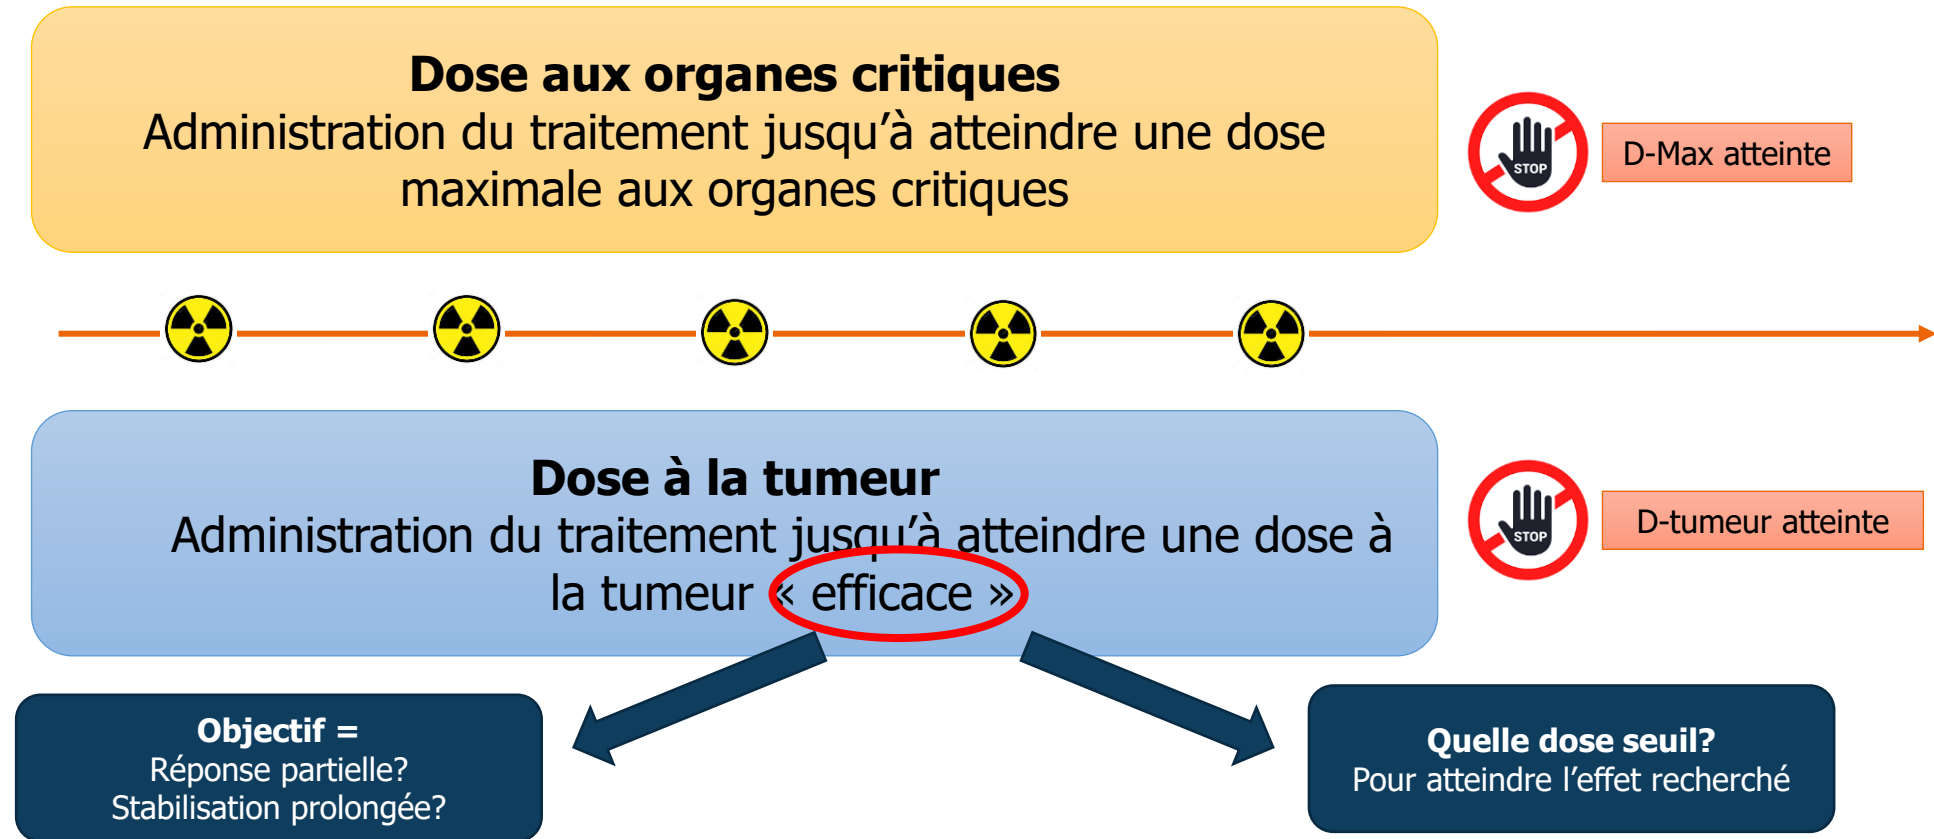 Dose aux organes critiques
Administration du traitement jusqu’à atteindre une dose
maximale aux organes critiques
STOP
D-Max atteinte
Dose à la tumeur
Administration du traitement jusqu’à atteindre une dose à
la tumeur « efficace »
STOP
D-tumeur atteinte
Objectif =
Réponse partielle?
Stabilisation prolongée?
Quelle dose seuil?
Pour atteindre l’effet recherché